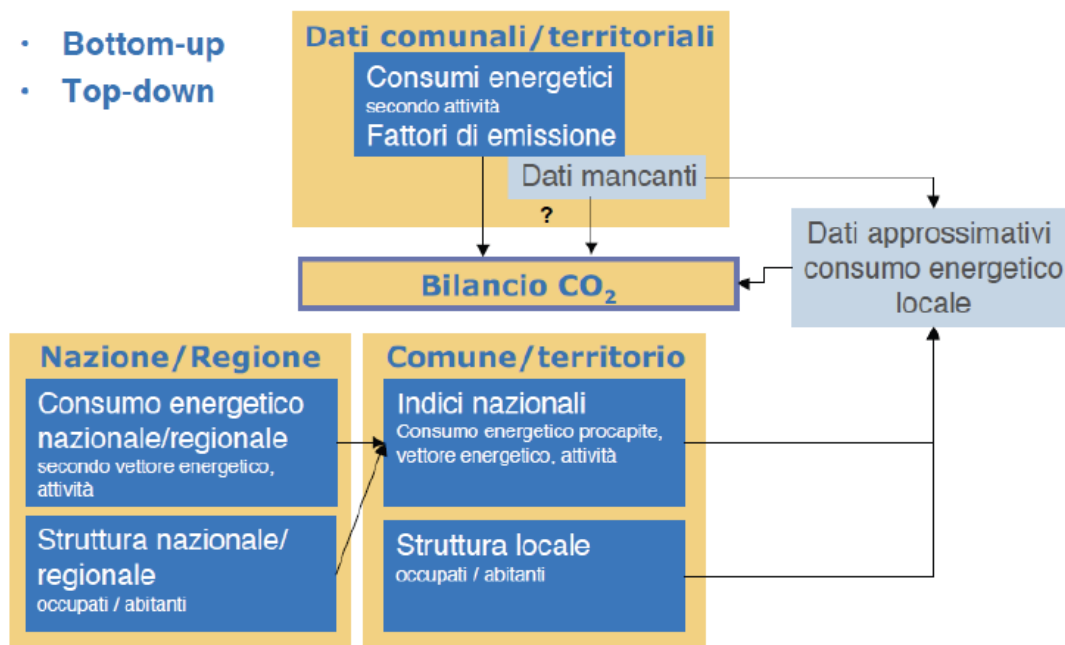 · Bottom-up
· Top-down
Dati comunali/territoriali
Consumi energetici
secondo attività
Fattori di emissione
Dati mancanti
?
Dati approssimativi
consumo energetico
locale
Bilancio CO₂
Nazione/Regione
Consumo energetico
nazionale/regionale
secondo vettore energetico,
attività
Struttura nazionale/
regionale
occupati / abitanti
Comune/territorio
Indici nazionali
Consumo energetico procapite,
vettore energetico, attività
Struttura locale
occupati / abitanti